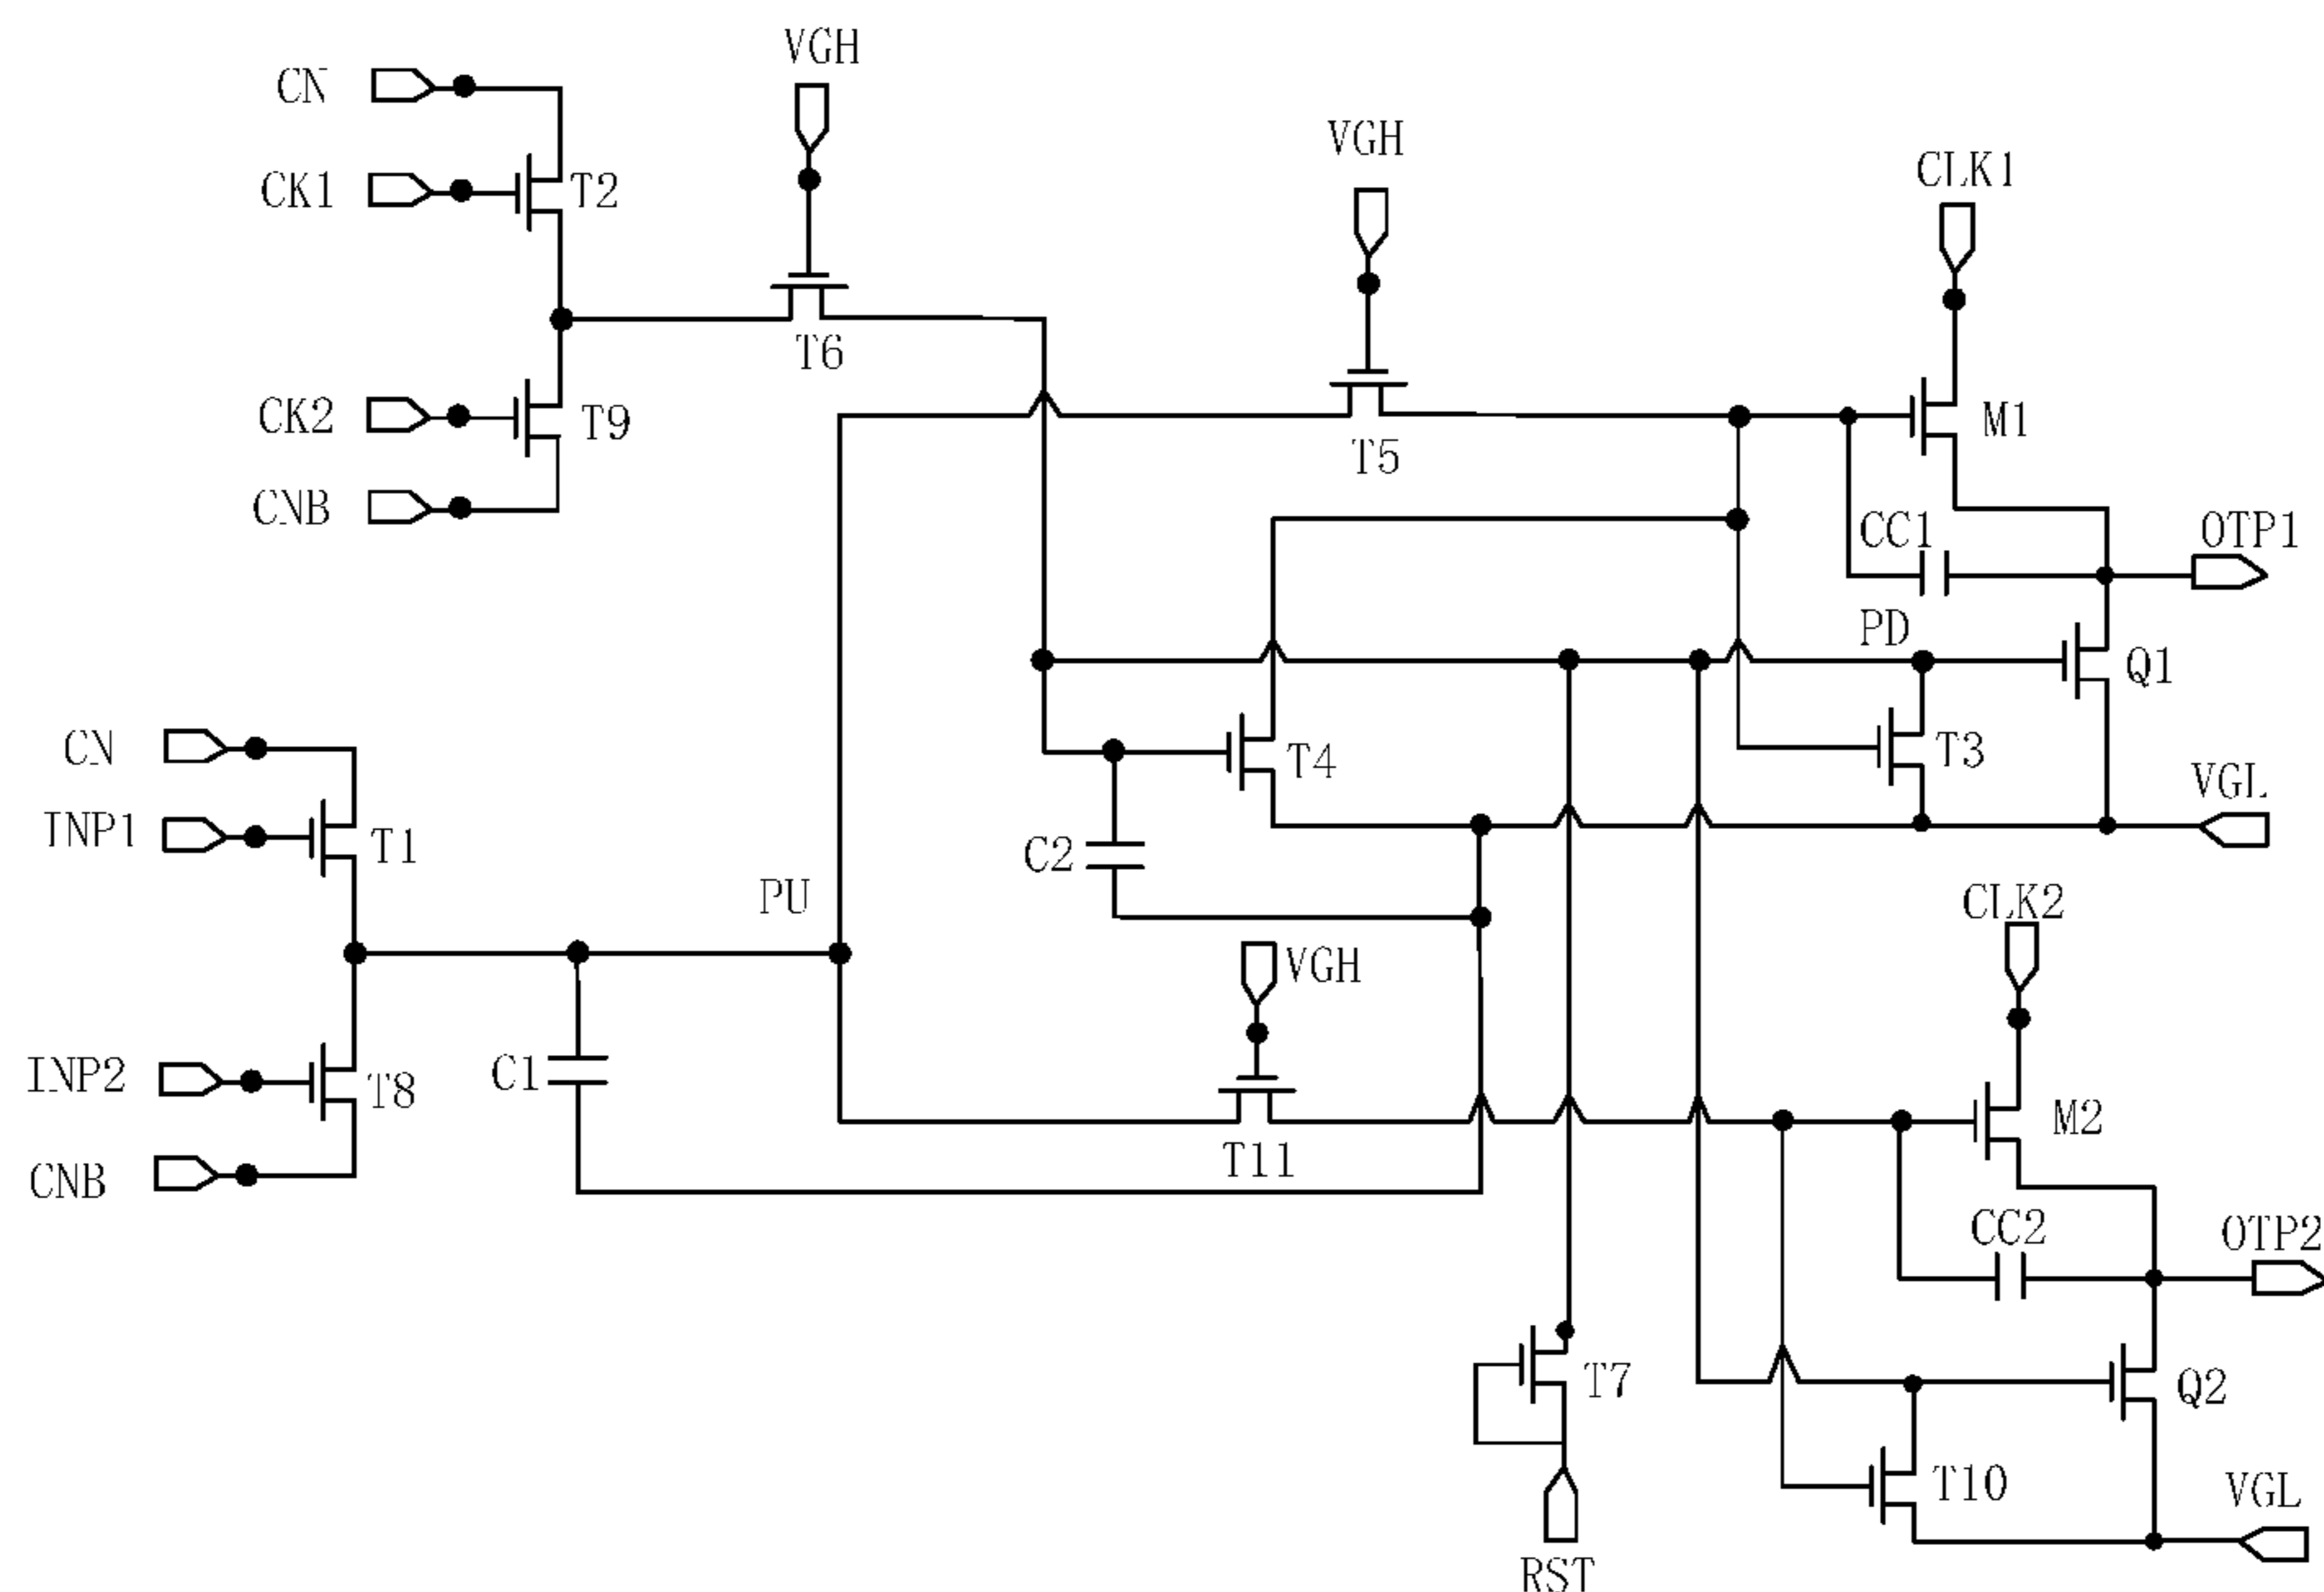 VGH
CN
VGH
CLK1
CK1
T2
T6
CK2
T9
M1
T5
CNB
CC1
OTP1
PD
Q1
CN
T4
T3
VGL
INP1
T1
C2
PU
CLK2
VGH
INP2
T8
C1
M2
T11
CNB
CC2
OTP2
T7
Q2
T10
VGL
RST